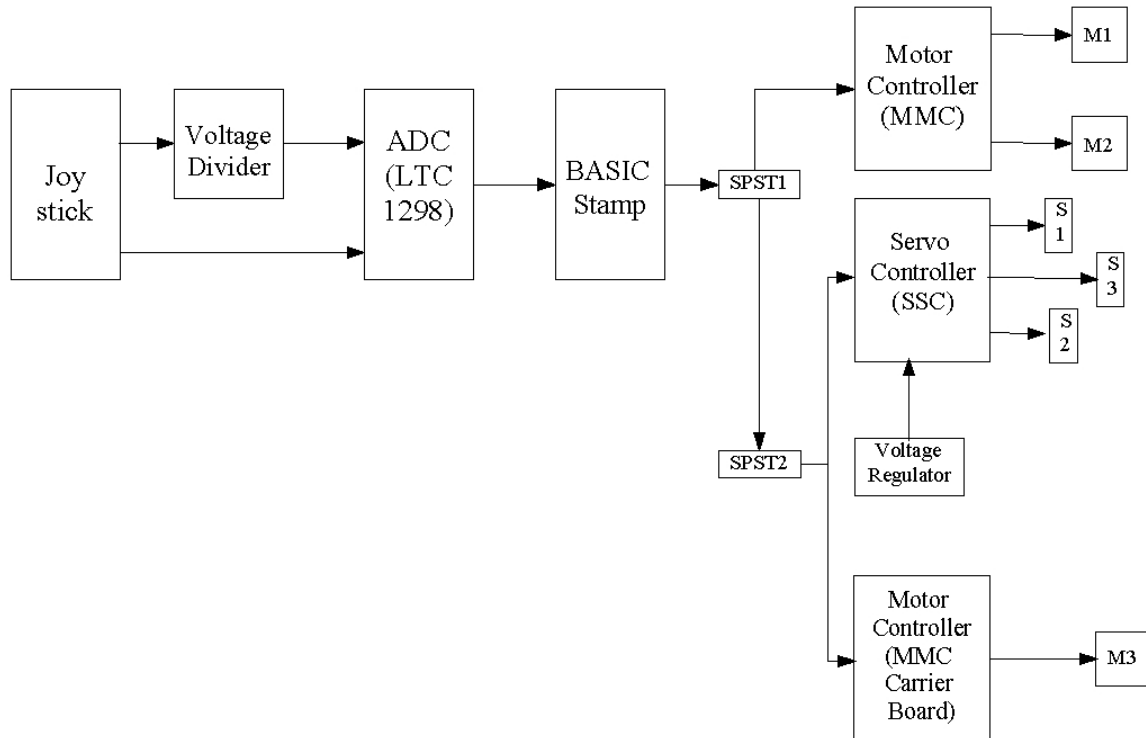 Joy
stick
Voltage
Divider
ADC
(LTC
1298)
BASIC
Stamp
SPST1
SPST2
Motor
Controller
(MMC)
M1
M2
Servo
Controller
(SSC)
S
1
S
3
S
2
Voltage
Regulator
Motor
Controller
(MMC
Carrier
Board)
M3